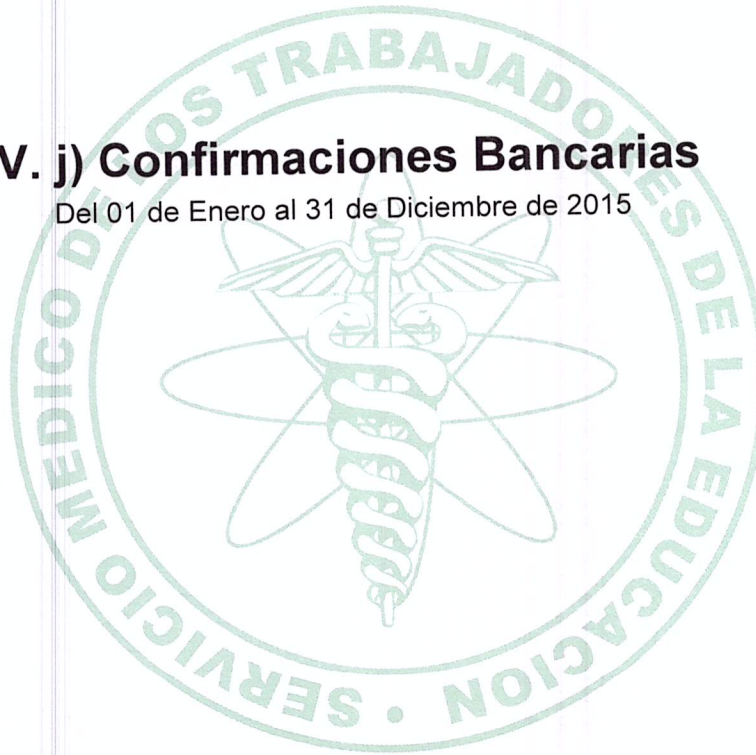 V. j) Confirmaciones Bancarias
Del 01 de Enero al 31 de Diciembre de 2015
SERVICIO MEDICO DE LOS TRABAJADORES DE LA EDUCACION •